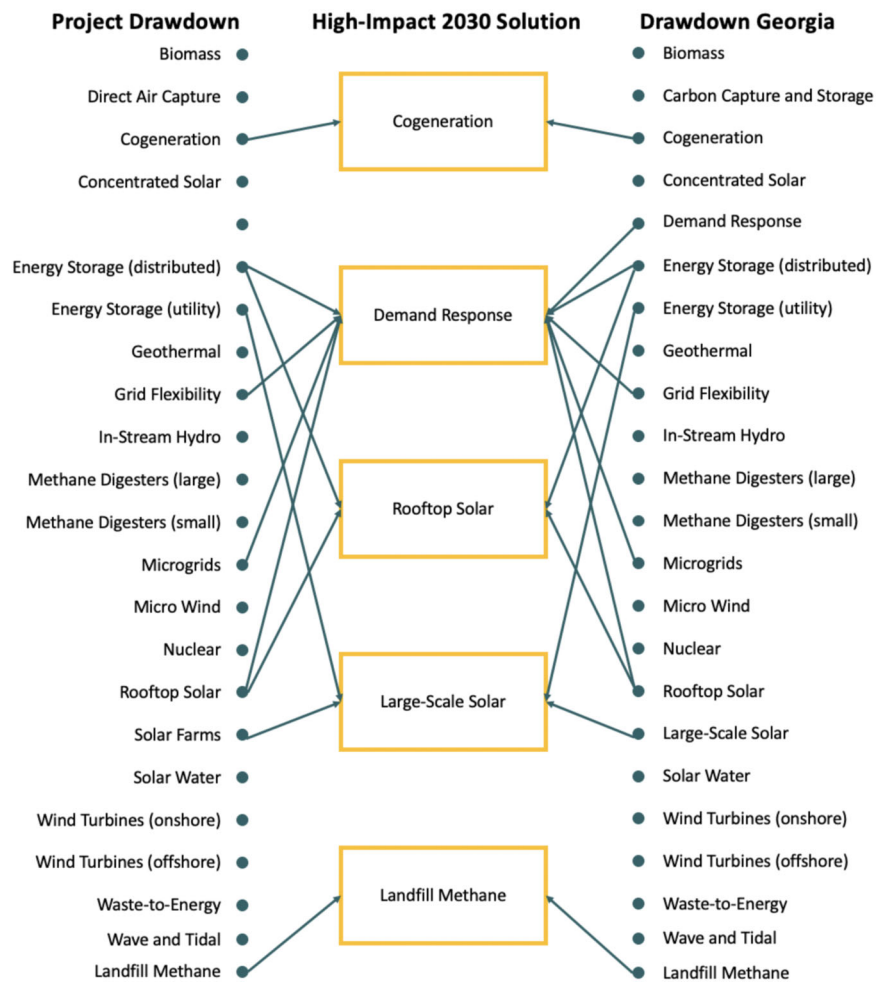 Project Drawdown
High-Impact 2030 Solution
Drawdown Georgia
Biomass
Direct Air Capture
Cogeneration
Concentrated Solar
Energy Storage (distributed)
Energy Storage (utility)
Geothermal
Grid Flexibility
In-Stream Hydro
Methane Digesters (large)
Methane Digesters (small)
Microgrids
Micro Wind
Nuclear
Rooftop Solar
Solar Farms
Solar Water
Wind Turbines (onshore)
Wind Turbines (offshore)
Waste-to-Energy
Wave and Tidal
Landfill Methane
Cogeneration
Demand Response
Rooftop Solar
Large-Scale Solar
Landfill Methane
Biomass
Carbon Capture and Storage
Cogeneration
Concentrated Solar
Demand Response
Energy Storage (distributed)
Energy Storage (utility)
Geothermal
Grid Flexibility
In-Stream Hydro
Methane Digesters (large)
Methane Digesters (small)
Microgrids
Micro Wind
Nuclear
Rooftop Solar
Large-Scale Solar
Solar Water
Wind Turbines (onshore)
Wind Turbines (offshore)
Waste-to-Energy
Wave and Tidal
Landfill Methane